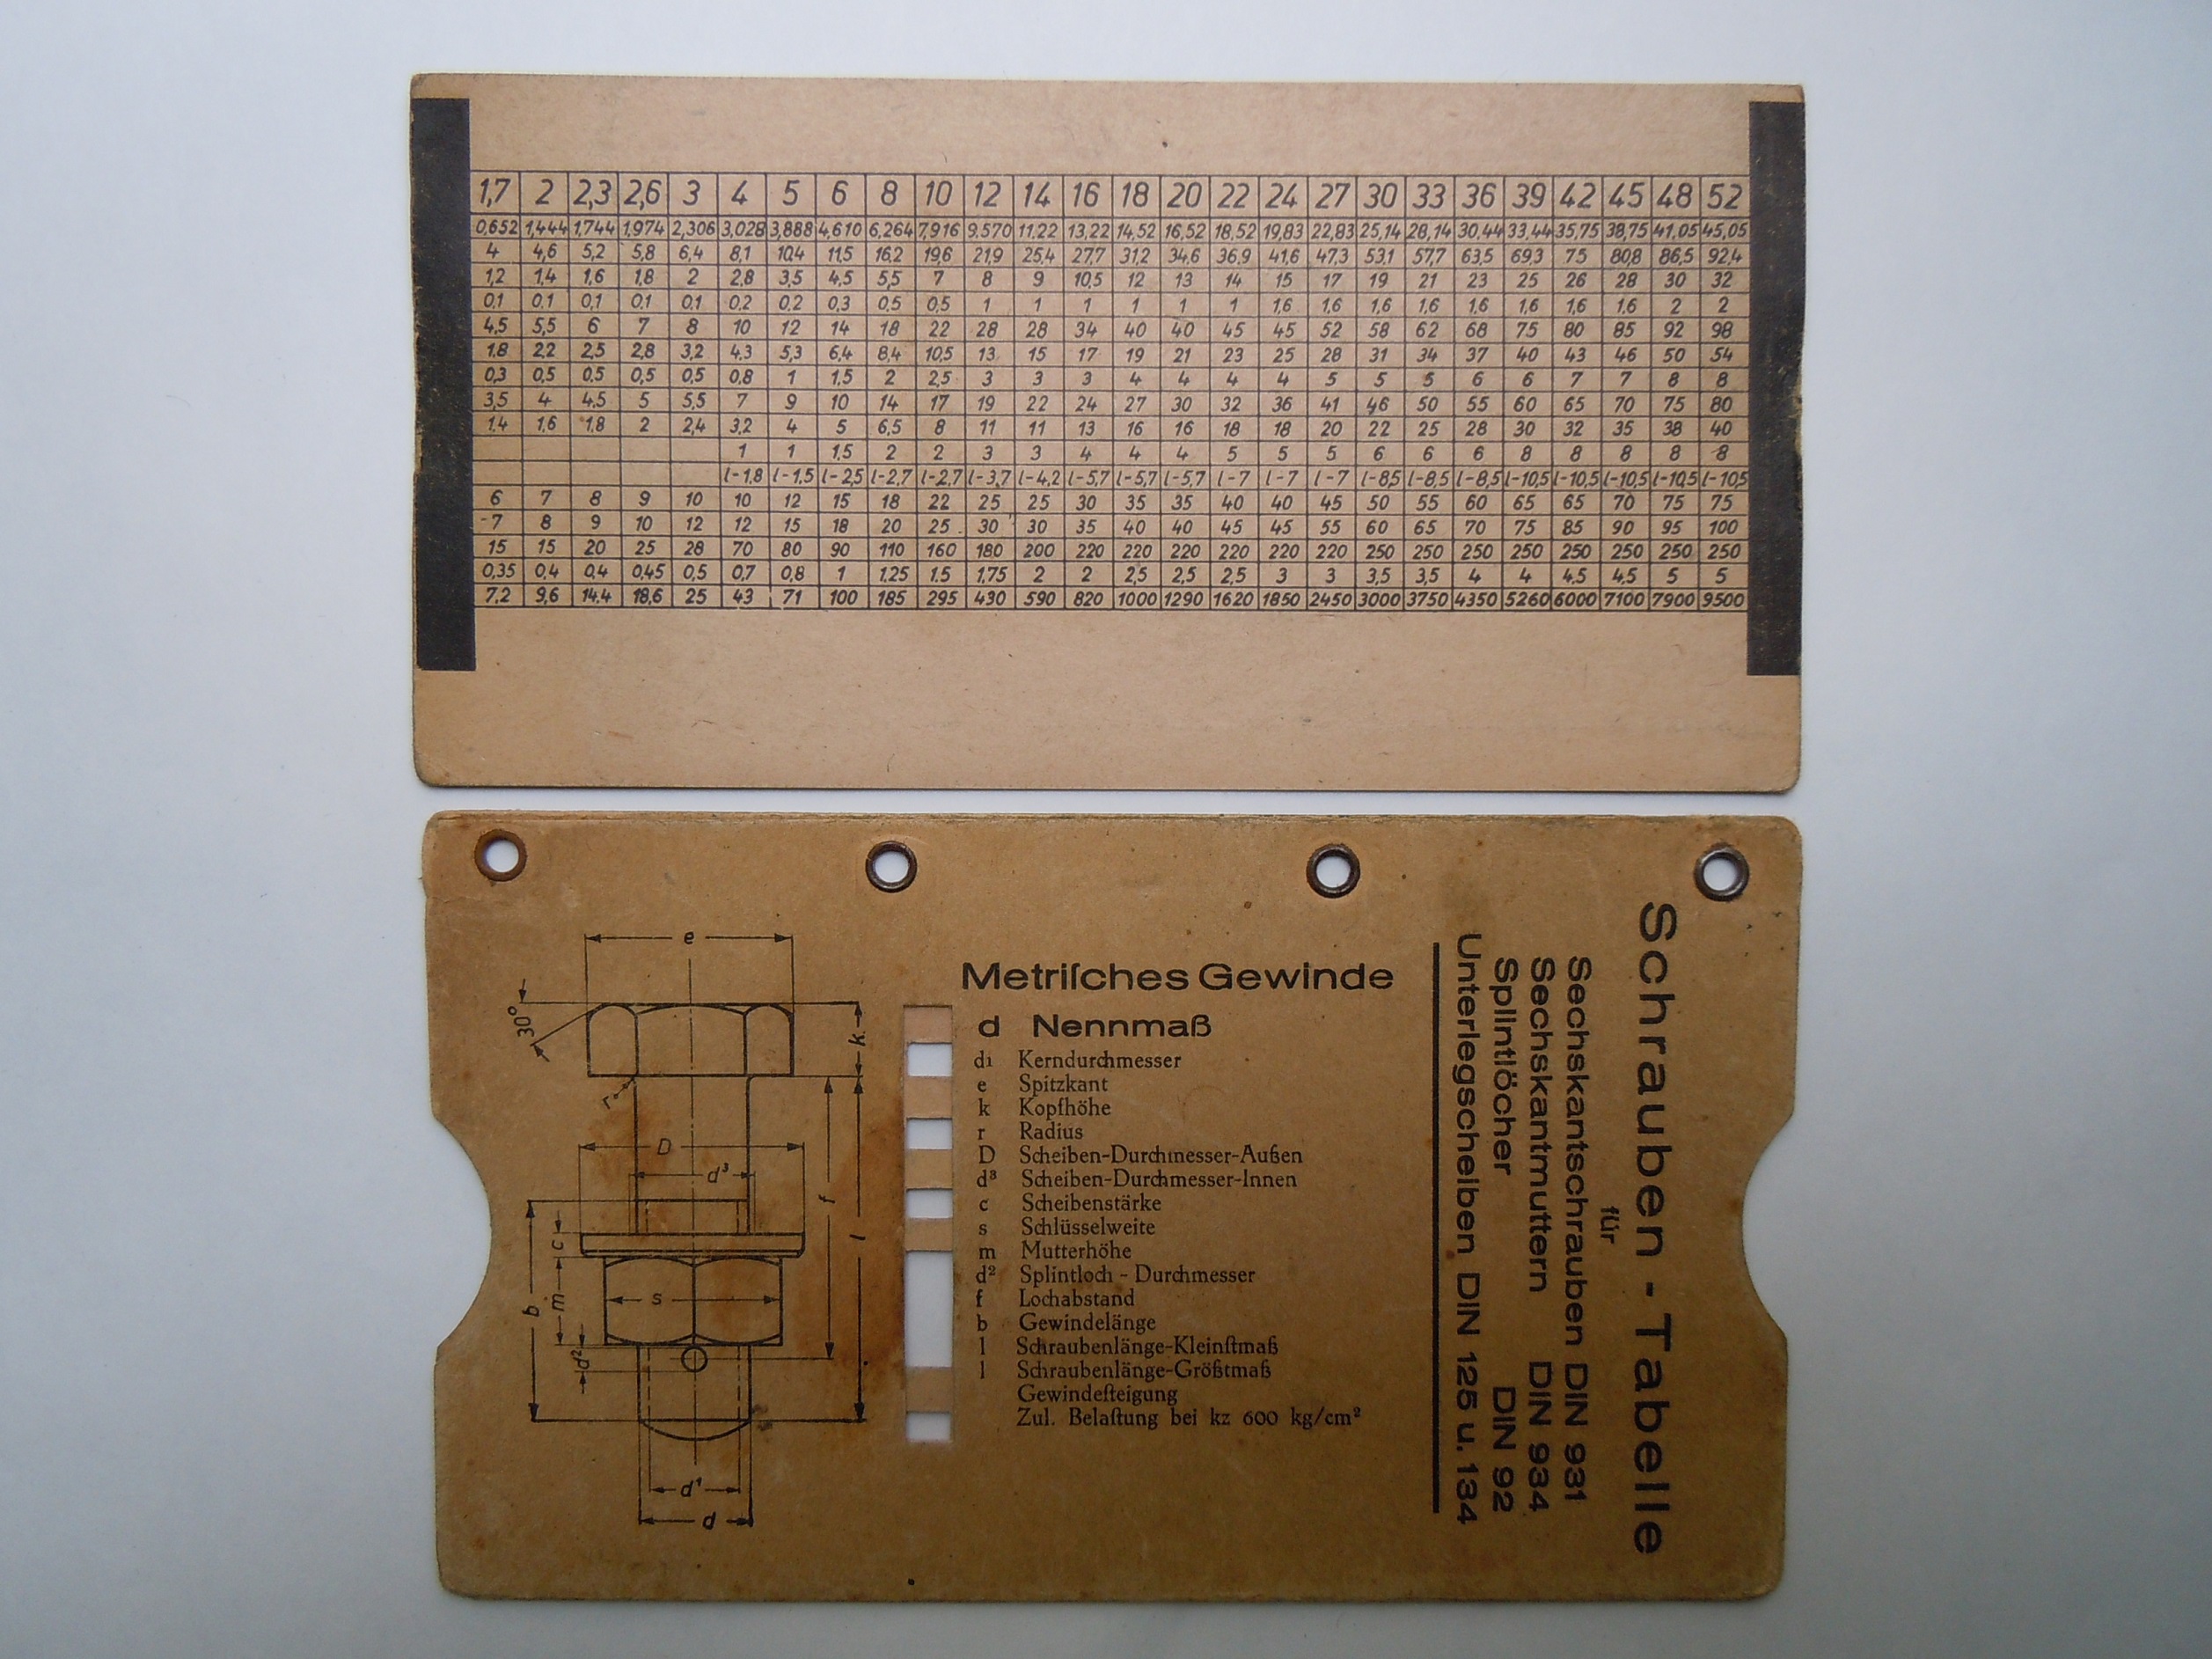 1,7 2 2,3 2,6 3 4 5 6 8 10 12 14 16 18 20 22 24 27 30 33 36 39 42 45 48 52
0,652 1,444 1,744 1,974 2,306 3,028 3,888 4,610 6,264 7,916 9.570 11,22 13,22 14,52 16,52 18,52 19,83 22,83 25,14 28,14 30,44 33,44 35,75 38,75 41,05 45,05
4 4,6 5,2 5,8 6,4 8,1 10,4 11,5 16,2 19,6 21,9 25,4 27,7 31,2 34,6 36,9 41,6 47,3 53,1 57,7 63,5 69,3 75 80,8 86,5 92,4
1,2 1,4 1,6 1,8 2 2,8 3,5 4,5 5,5 7 8 9 10,5 12 13 14 15 17 19 21 23 25 26 28 30 32
0,1 0,1 0,1 0,1 0,1 0,2 0,2 0,3 0,5 0,5 1 1 1 1 1 1 1,6 1,6 1,6 1,6 1,6 1,6 1,6 1,6 2 2
4,5 5,5 6 7 8 10 12 14 18 22 28 28 34 40 40 45 45 52 58 62 68 75 80 85 92 98
1,8 2,2 2,5 2,8 3,2 4,3 5,3 6,4 8,4 10,5 13 15 17 19 21 23 25 28 31 34 37 40 43 46 50 54
0,3 0,5 0,5 0,5 0,5 0,8 1 1,5 2 2,5 3 3 3 4 4 4 4 5 5 5 6 6 7 7 8 8
3,5 4 4,5 5 5,5 7 9 10 14 17 19 22 24 27 30 32 36 41 46 50 55 60 65 70 75 80
1,4 1,6 1,8 2 2,4 3,2 4 5 6,5 8 11 11 13 16 16 18 18 20 22 25 28 30 32 35 38 40
1 1 1,5 2 2 3 3 4 4 4 5 5 5 6 6 6 8 8 8 8 8
l-1,8 l-1,5 l-2,5 l-2,7 l-2,7 l-3,7 l-4,2 l-5,7 l-5,7 l-5,7 l-7 l-7 l-7 l-8,5 l-8,5 l-8,5 l-10,5 l-10,5 l-10,5 l-10,5 l-10,5
6 7 8 9 10 10 12 15 18 22 25 25 30 35 35 40 40 45 50 55 60 65 65 70 75 75
7 8 9 10 12 12 15 18 20 25 30 30 35 40 40 45 45 55 60 65 70 75 85 90 95 100
15 15 20 25 28 70 80 90 110 160 180 200 220 220 220 220 220 220 250 250 250 250 250 250 250 250
0,35 0,4 0,4 0,45 0,5 0,7 0,8 1 1,25 1,5 1,75 2 2 2,5 2,5 2,5 3 3 3,5 3,5 4 4 4,5 4,5 5 5
7,2 9,6 14,4 18,6 25 43 71 100 185 295 430 590 820 1000 1290 1620 1850 2450 3000 3750 4350 5260 6000 7100 7900 9500
e
30°
k
r
D
d³
f
l
c
b
m
s
d²
d¹
d
Metriſches Gewinde
d Nennmaß
d1 Kerndurchmesser
e Spitzkant
k Kopfhöhe
r Radius
D Scheiben-Durchmesser-Außen
d³ Scheiben-Durchmesser-Innen
c Scheibenstärke
s Schlüsselweite
m Mutterhöhe
d² Splintloch - Durchmesser
f Lochabstand
b Gewindelänge
l Schraubenlänge-Kleinſtmaß
l Schraubenlänge-Größtmaß
Gewindeſteigung
Zul. Belaſtung bei kz 600 kg/cm²
Schrauben - Tabelle
für
Sechskantschrauben DIN 931
Sechskantmuttern DIN 934
Splintlöcher DIN 92
Unterlegscheiben DIN 125 u. 134